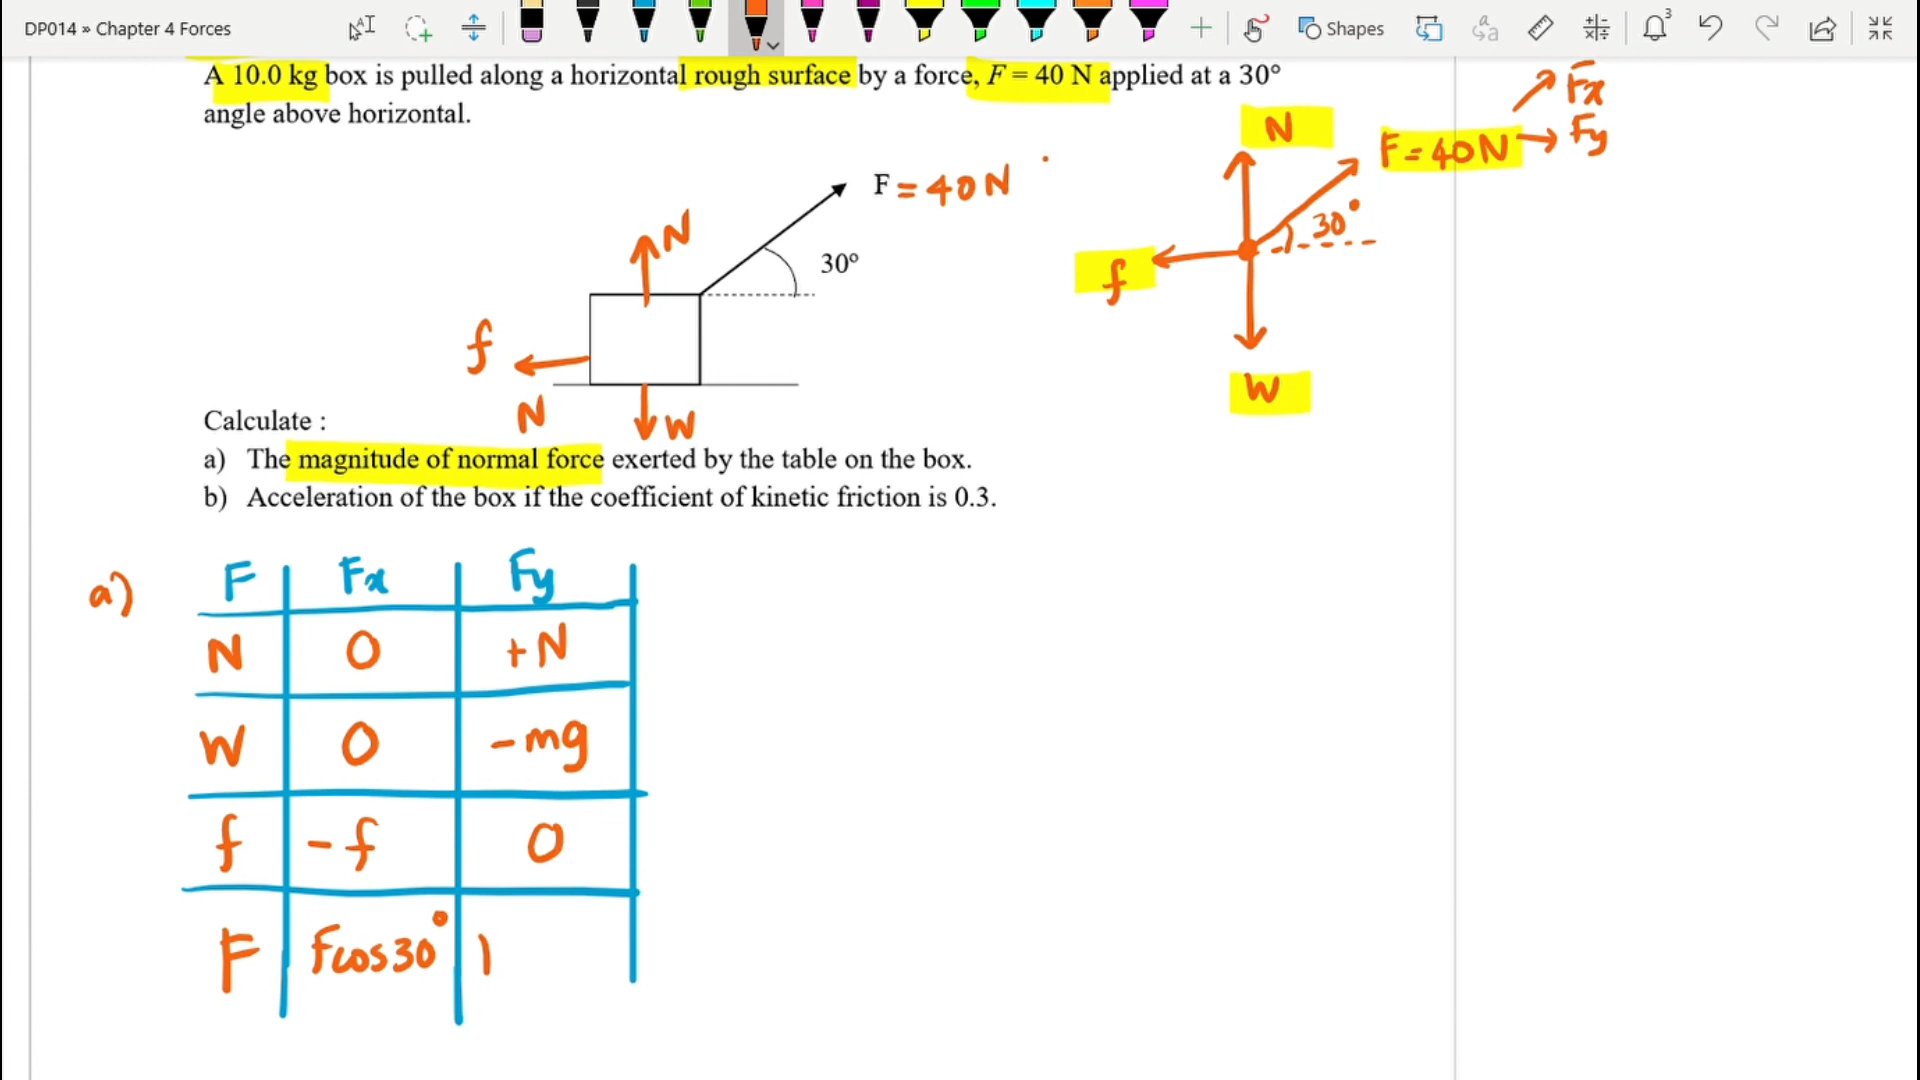 DP014 » Chapter 4 Forces
Shapes
3
A 10.0 kg box is pulled along a horizontal rough surface by a force, F = 40 N applied at a 30°
angle above horizontal.
F = 40N
30°
N
f
N
W
N
F = 40N
Fx
Fy
30°
f
W
Calculate :
a) The magnitude of normal force exerted by the table on the box.
b) Acceleration of the box if the coefficient of kinetic friction is 0.3.
a)
F Fx Fy
N 0 +N
W 0 -mg
f -f 0
F Fcos30°